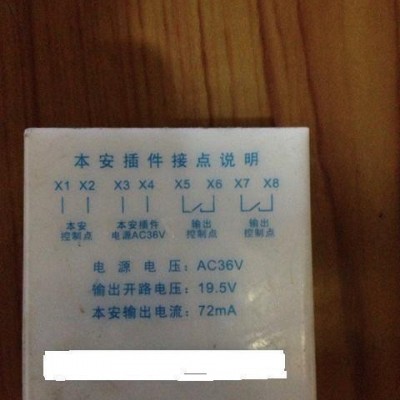 本安插件接点说明
X1 X2 X3 X4 X5 X6 X7 X8
本安 本安插件 输出 输出
控制点 电源AC36V 控制点 控制点
电源电压：AC36V
输出开路电压：19.5V
本安输出电流：72mA